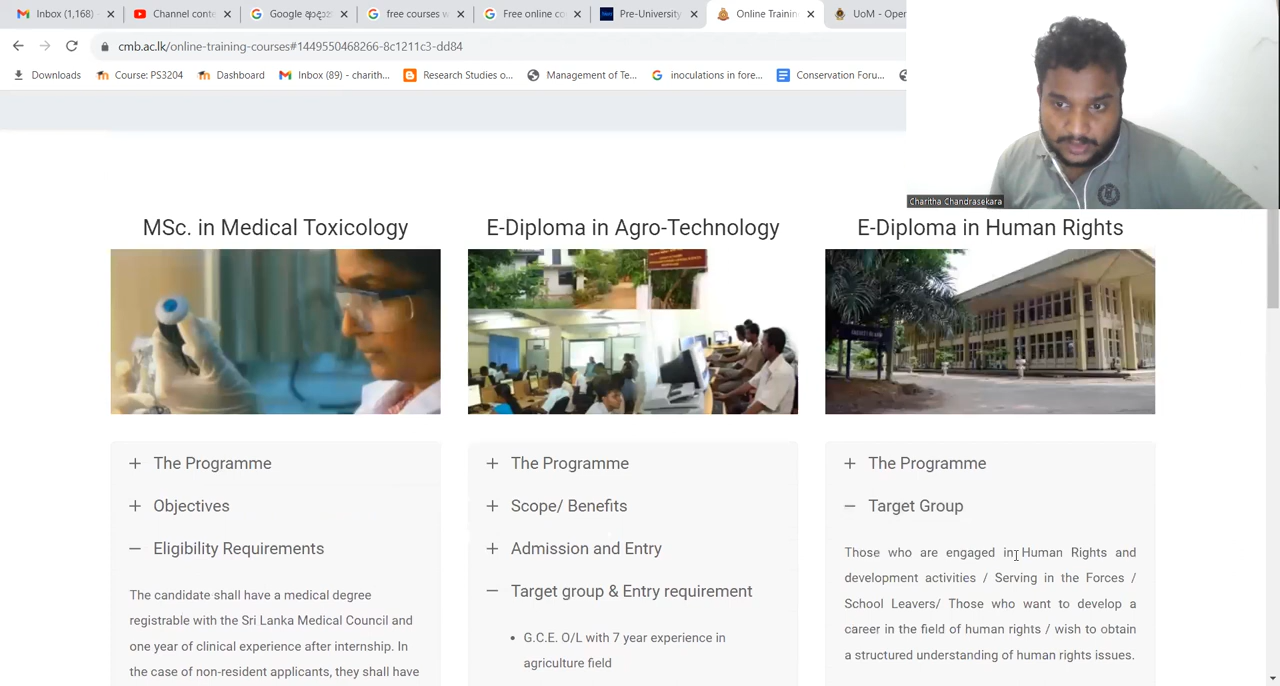 Inbox (1,168)
Channel conte
Free online co
free courses w
Pre-University
Online Trainin
UoM - Open
cmb.ac.lk/online-training-courses#1449550468266-8c1211c3-dd84
Downloads
Course: PS3204
Dashboard
Inbox (89) - charith...
Research Studies o...
Management of Te...
inoculations in fore...
Conservation Foru...
Charitha Chandrasekara
MSc. in Medical Toxicology
E-Diploma in Agro-Technology
E-Diploma in Human Rights
+ The Programme
+ Objectives
− Eligibility Requirements
The candidate shall have a medical degree
registrable with the Sri Lanka Medical Council and
one year of clinical experience after internship. In
the case of non-resident applicants, they shall have
+ The Programme
+ Scope/ Benefits
+ Admission and Entry
− Target group & Entry requirement
• G.C.E. O/L with 7 year experience in
agriculture field
+ The Programme
− Target Group
Those who are engaged in Human Rights and
development activities / Serving in the Forces /
School Leavers/ Those who want to develop a
career in the field of human rights / wish to obtain
a structured understanding of human rights issues.